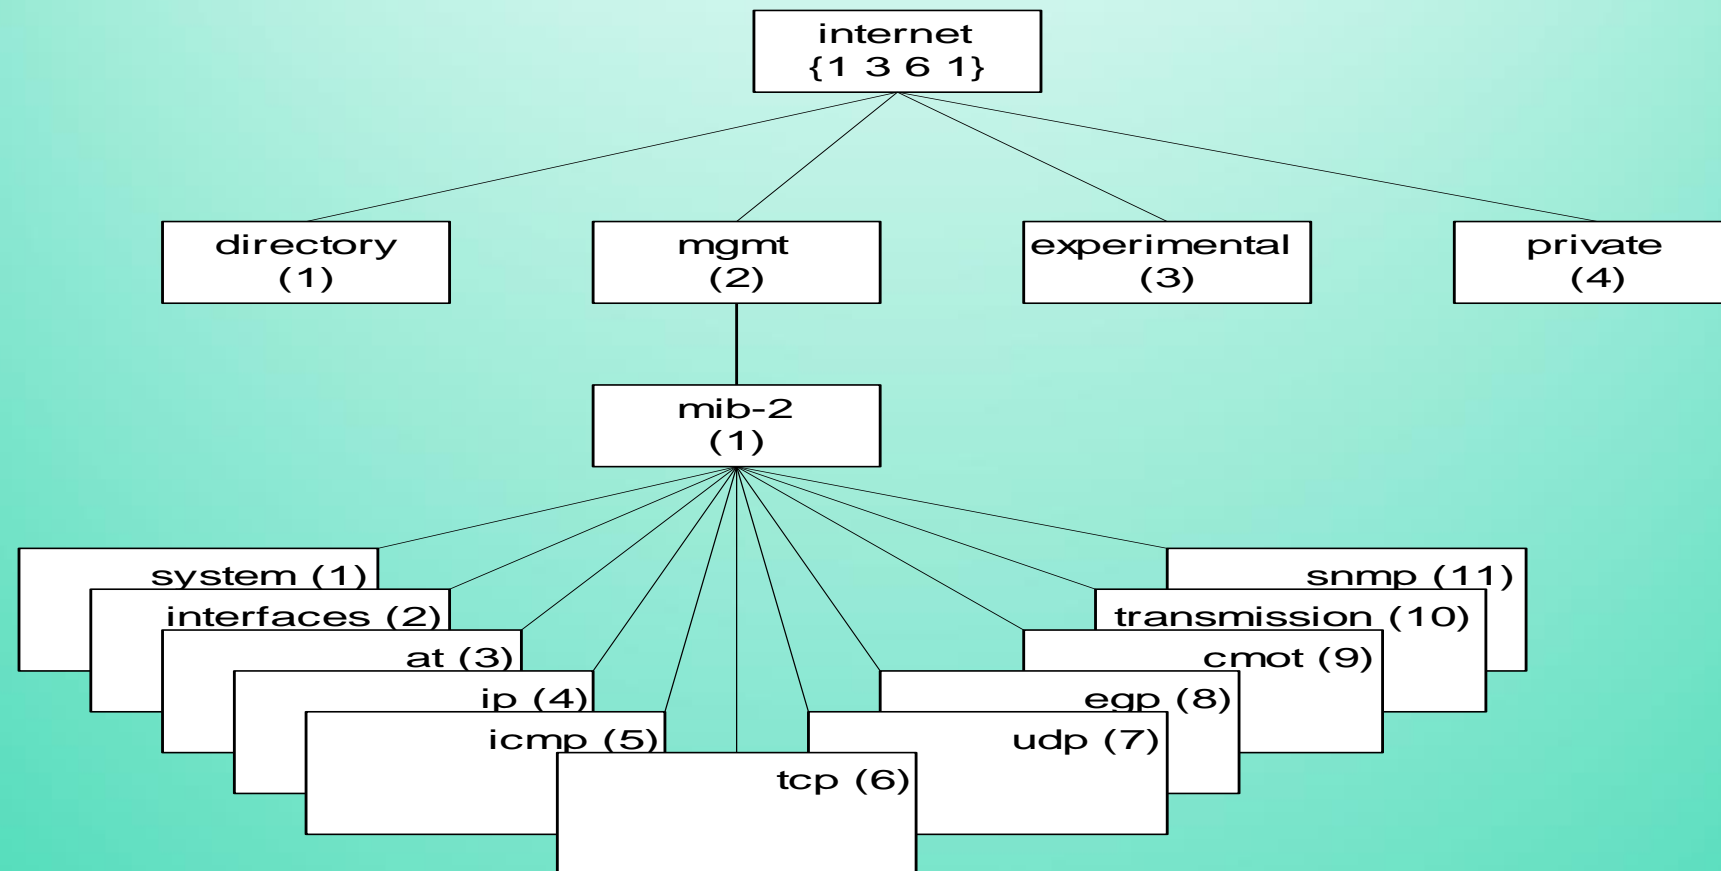 internet
{1 3 6 1}
directory
(1)
mgmt
(2)
experimental
(3)
private
(4)
mib-2
(1)
system (1)
interfaces (2)
at (3)
ip (4)
icmp (5)
tcp (6)
udp (7)
egp (8)
cmot (9)
transmission (10)
snmp (11)